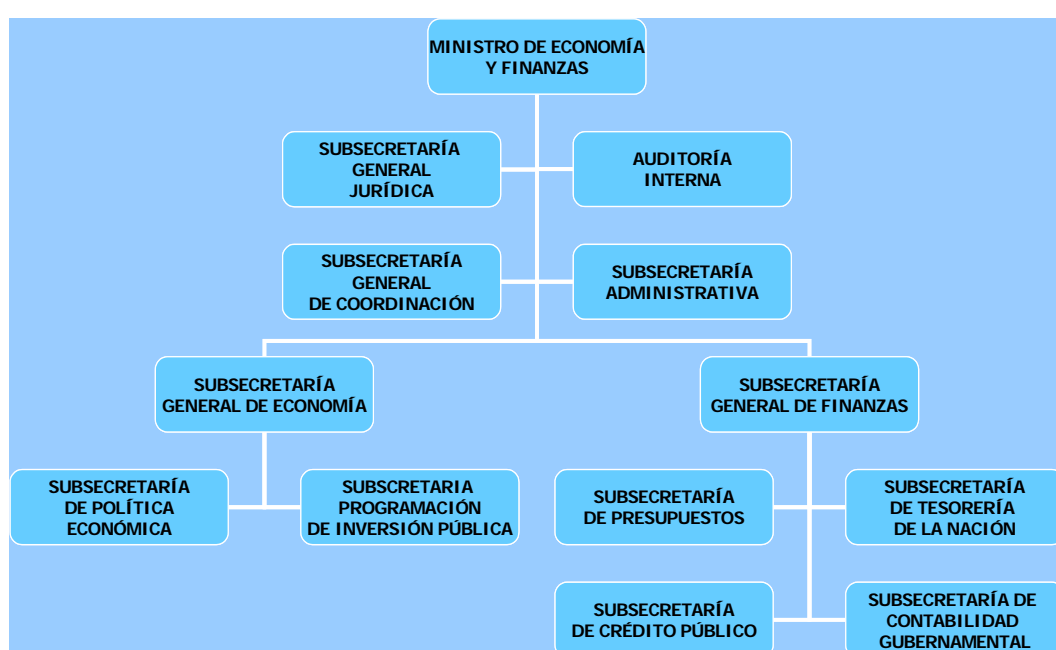 MINISTRO DE ECONOMÍA
Y FINANZAS
SUBSECRETARÍA
GENERAL
JURÍDICA
AUDITORÍA
INTERNA
SUBSECRETARÍA
GENERAL
DE COORDINACIÓN
SUBSECRETARÍA
ADMINISTRATIVA
SUBSECRETARÍA
GENERAL DE ECONOMÍA
SUBSECRETARÍA
GENERAL DE FINANZAS
SUBSECRETARÍA
DE POLÍTICA
ECONÓMICA
SUBSCRETARIA
PROGRAMACIÓN
DE INVERSIÓN PÚBLICA
SUBSECRETARÍA
DE PRESUPUESTOS
SUBSECRETARÍA
DE TESORERÍA
DE LA NACIÓN
SUBSECRETARÍA
DE CRÉDITO PÚBLICO
SUBSECRETARÍA DE
CONTABILIDAD
GUBERNAMENTAL